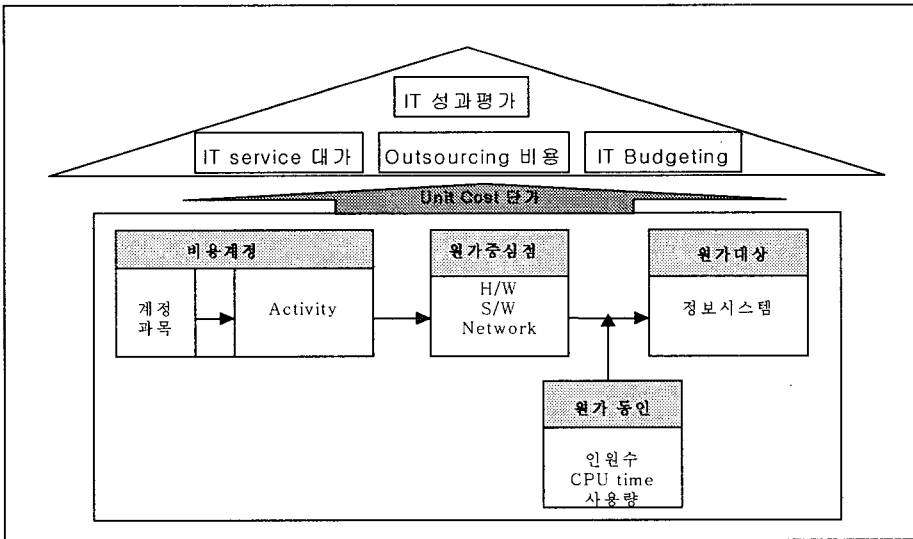 IT 성과평가
IT service 대가
Outsourcing 비용
IT Budgeting
Unit Cost 단가
비용계정
계정
과목
Activity
원가중심점
H/W
S/W
Network
원가대상
정보시스템
원가 동인
인원수
CPU time
사용량